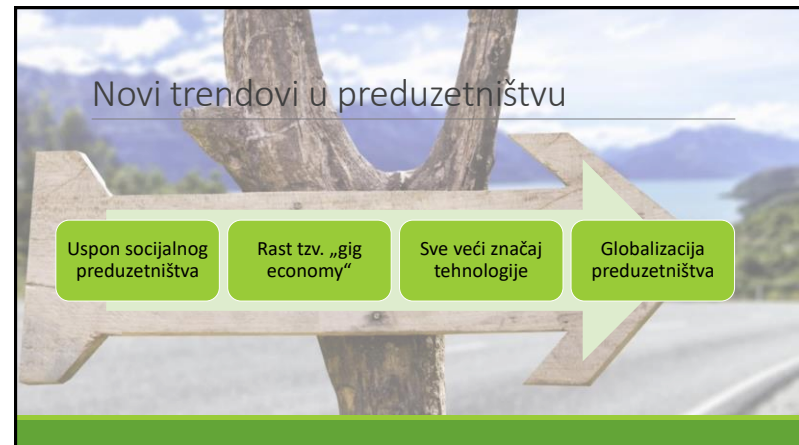 Novi trendovi u preduzetništvu
Uspon socijalnog
preduzetništva
Rast tzv. „gig
economy“
Sve veći značaj
tehnologije
Globalizacija
preduzetništva